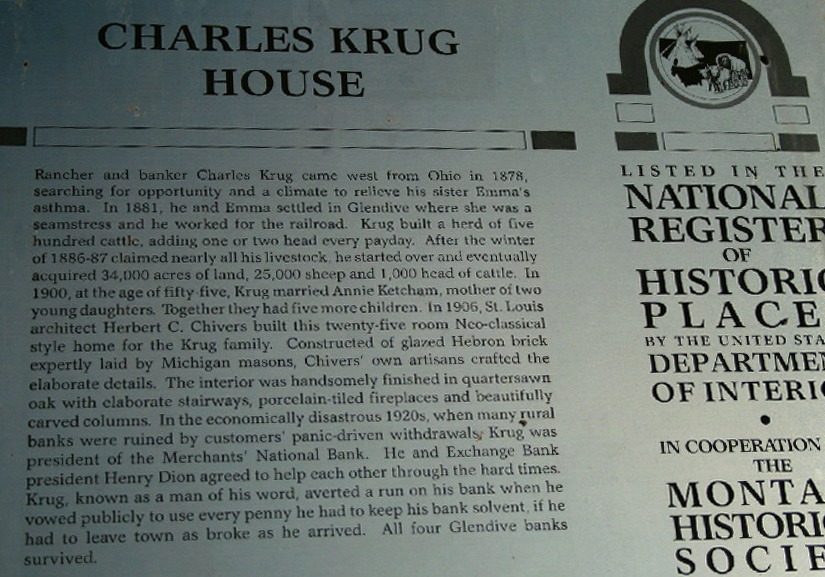 CHARLES KRUG
HOUSE
Rancher and banker Charles Krug came west from Ohio in 1878,
searching for opportunity and a climate to relieve his sister Emma's
asthma. In 1881, he and Emma settled in Glendive where she was a
seamstress and he worked for the railroad. Krug built a herd of five
hundred cattle, adding one or two head every payday. After the winter
of 1886-87 claimed nearly all his livestock, he started over and eventually
acquired 34,000 acres of land, 25,000 sheep and 1,000 head of cattle. In
1900, at the age of fifty-five, Krug married Annie Ketcham, mother of two
young daughters. Together they had five more children. In 1906, St. Louis
architect Herbert C. Chivers built this twenty-five room Neo-classical
style home for the Krug family. Constructed of glazed Hebron brick
expertly laid by Michigan masons, Chivers' own artisans crafted the
elaborate details. The interior was handsomely finished in quartersawn
oak with elaborate stairways, porcelain-tiled fireplaces and beautifully
carved columns. In the economically disastrous 1920s, when many rural
banks were ruined by customers' panic-driven withdrawals, Krug was
president of the Merchants' National Bank. He and Exchange Bank
president Henry Dion agreed to help each other through the hard times.
Krug, known as a man of his word, averted a run on his bank when he
vowed publicly to use every penny he had to keep his bank solvent, if he
had to leave town as broke as he arrived. All four Glendive banks
survived.
LISTED IN THE
NATIONAL
REGISTER
OF
HISTORIC
PLACE
BY THE UNITED STA
DEPARTMEN
OF INTERIO
IN COOPERATION
THE
MONTA
HISTORI
SOCIE